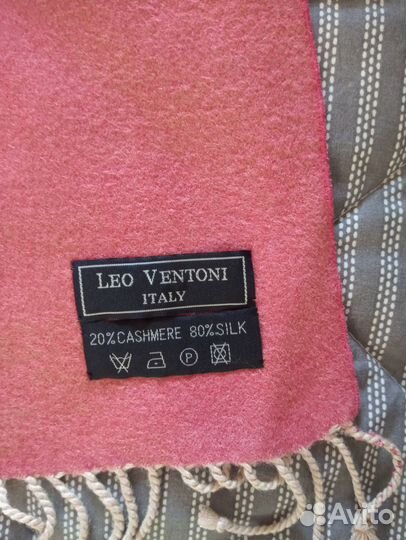 LEO VENTONI
ITALY
20%CASHMERE 80%SILK
P
Avito